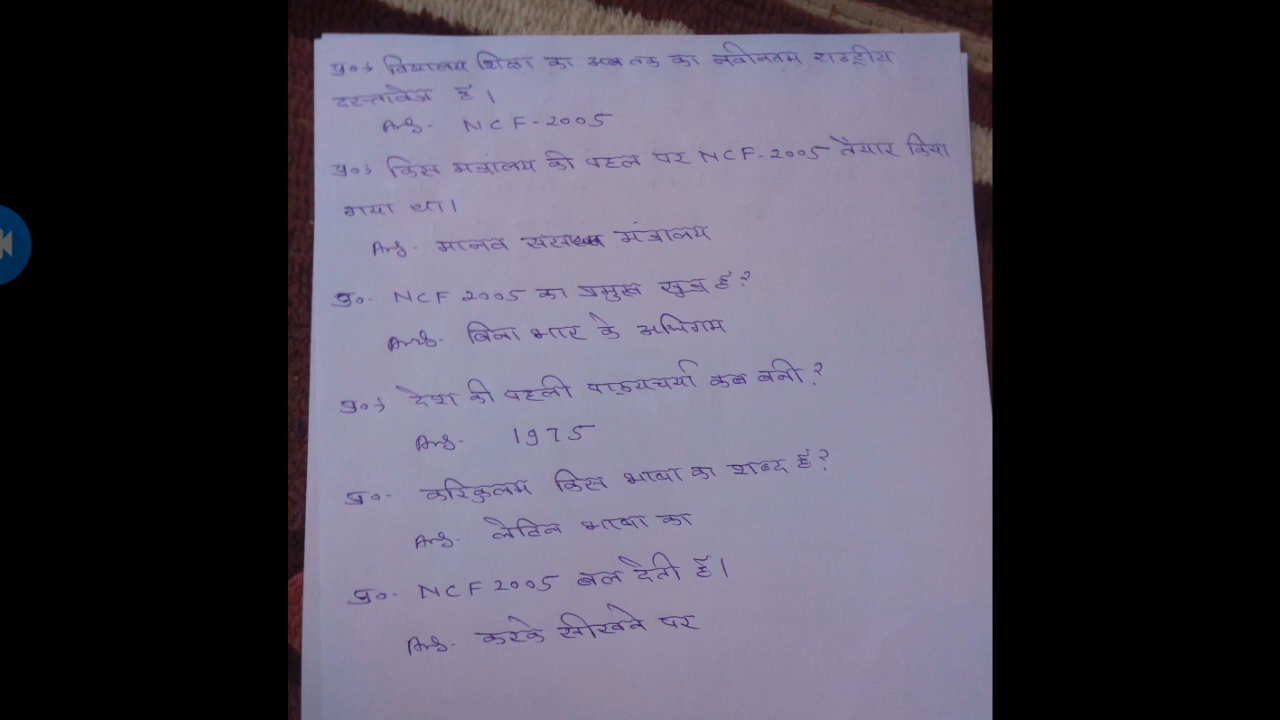 प्र०:→ विद्यालय शिक्षा का अब तक का नवीनतम राष्ट्रीय
दस्तावेज है।
Ans. NCF-2005
प्र०:→ किस मंत्रालय की पहल पर NCF-2005 तैयार किया
गया था।
Ans. मानव मंत्रालय
प्र०. NCF 2005 का प्रमुख सूत्र है?
Ans. बिना भार के अधिगम
प्र०:→ देश की पहली पाठ्यचर्या कब बनी?
Ans. 1975
प्र०. करिकुलम किस भाषा का शब्द है?
Ans. लेटिन भाषा का
प्र०. NCF 2005 बल देती है।
Ans. करके सीखने पर